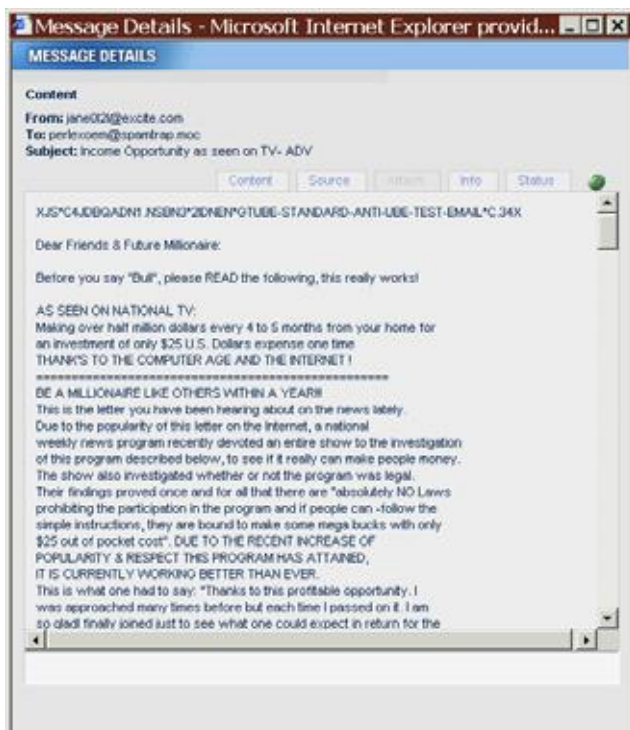 Message Details - Microsoft Internet Explorer provid...
MESSAGE DETAILS
Content
From: jane0l2l@excite.com
To: perlexoem@spamtrap.moc
Subject: Income Opportunity as seen on TV- ADV
Content Source Attach Info Status
XJS*C4JDBQADN1.NSBN3*2IDNEN*GTUBE-STANDARD-ANTI-UBE-TEST-EMAIL*C.34X
Dear Friends & Future Millionaire:
Before you say "Bull", please READ the following, this really works!
AS SEEN ON NATIONAL TV:
Making over half million dollars every 4 to 5 months from your home for
an investment of only $25 U.S. Dollars expense one time
THANK'S TO THE COMPUTER AGE AND THE INTERNET !
==================================================
BE A MILLIONAIRE LIKE OTHERS WITHIN A YEAR!!!
This is the letter you have been hearing about on the news lately.
Due to the popularity of this letter on the Internet, a national
weekly news program recently devoted an entire show to the investigation
of this program described below, to see if it really can make people money.
The show also investigated whether or not the program was legal.
Their findings proved once and for all that there are "absolutely NO Laws
prohibiting the participation in the program and if people can -follow the
simple instructions, they are bound to make some mega bucks with only
$25 out of pocket cost". DUE TO THE RECENT INCREASE OF
POPULARITY & RESPECT THIS PROGRAM HAS ATTAINED,
IT IS CURRENTLY WORKING BETTER THAN EVER.
This is what one had to say: "Thanks to this profitable opportunity. I
was approached many times before but each time I passed on it. I am
so gladI finally joined just to see what one could expect in return for the